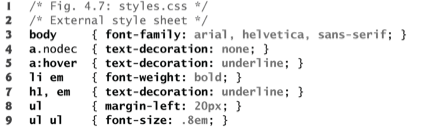 1 /* Fig. 4.7: styles.css */
2 /* External style sheet */
3 body { font-family: arial, helvetica, sans-serif; }
4 a.nodec { text-decoration: none; }
5 a:hover { text-decoration: underline; }
6 li em { font-weight: bold; }
7 h1, em { text-decoration: underline; }
8 ul { margin-left: 20px; }
9 ul ul { font-size: .8em; }